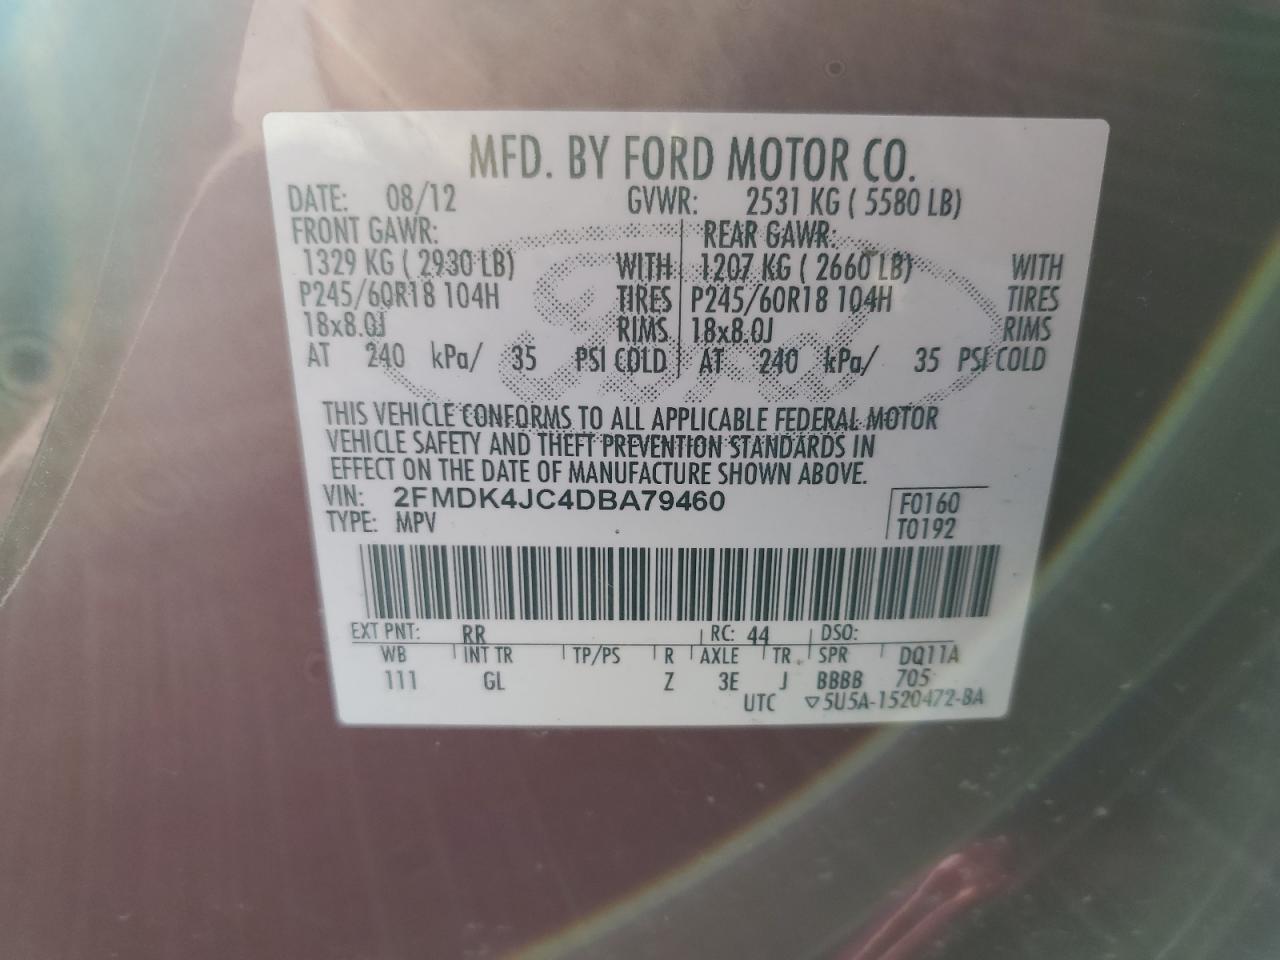 MFD. BY FORD MOTOR CO.
DATE: 08/12 GVWR: 2531 KG ( 5580 LB)
FRONT GAWR: REAR GAWR:
1329 KG ( 2930 LB) WITH 1207 KG ( 2660 LB) WITH
P245/60R18 104H TIRES P245/60R18 104H TIRES
18x8.0J RIMS 18x8.0J RIMS
AT 240 kPa/ 35 PSI COLD AT 240 kPa/ 35 PSI COLD
Ford
THIS VEHICLE CONFORMS TO ALL APPLICABLE FEDERAL MOTOR
VEHICLE SAFETY AND THEFT PREVENTION STANDARDS IN
EFFECT ON THE DATE OF MANUFACTURE SHOWN ABOVE.
VIN: 2FMDK4JC4DBA79460 F0160
TYPE: MPV T0192
EXT PNT: RR RC: 44 DSO:
WB INT TR TP/PS R AXLE TR SPR DQ11A
111 GL Z 3E J BBBB 705
UTC ▽5U5A-1520472-BA